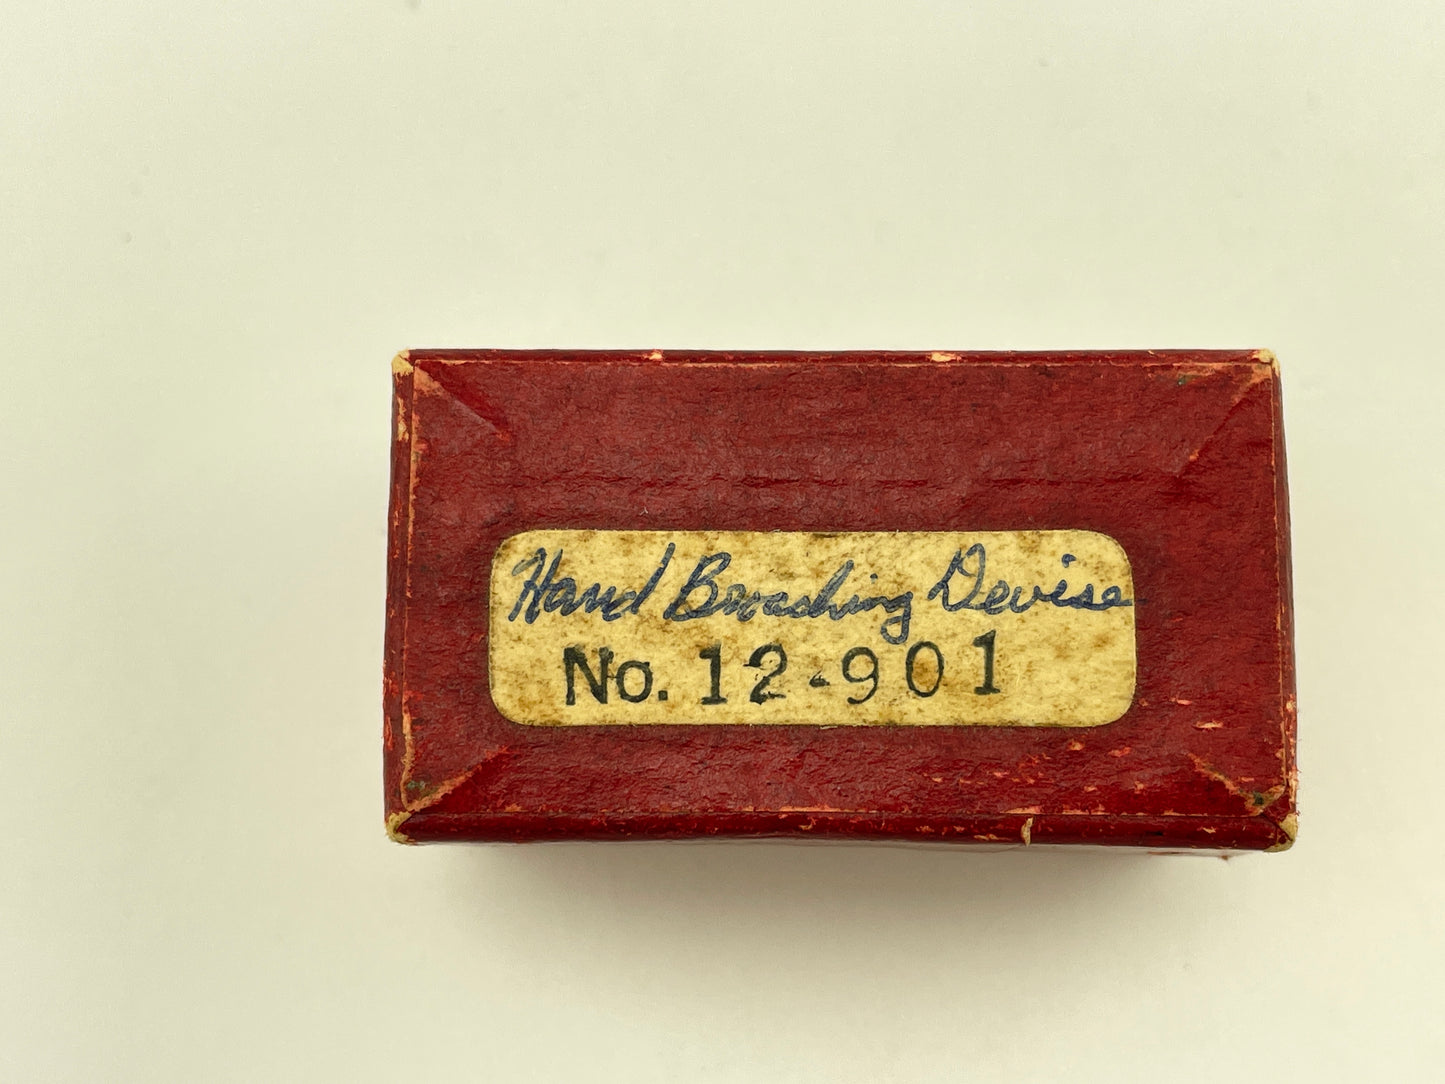 Hand Broaching Devise
No. 12-901